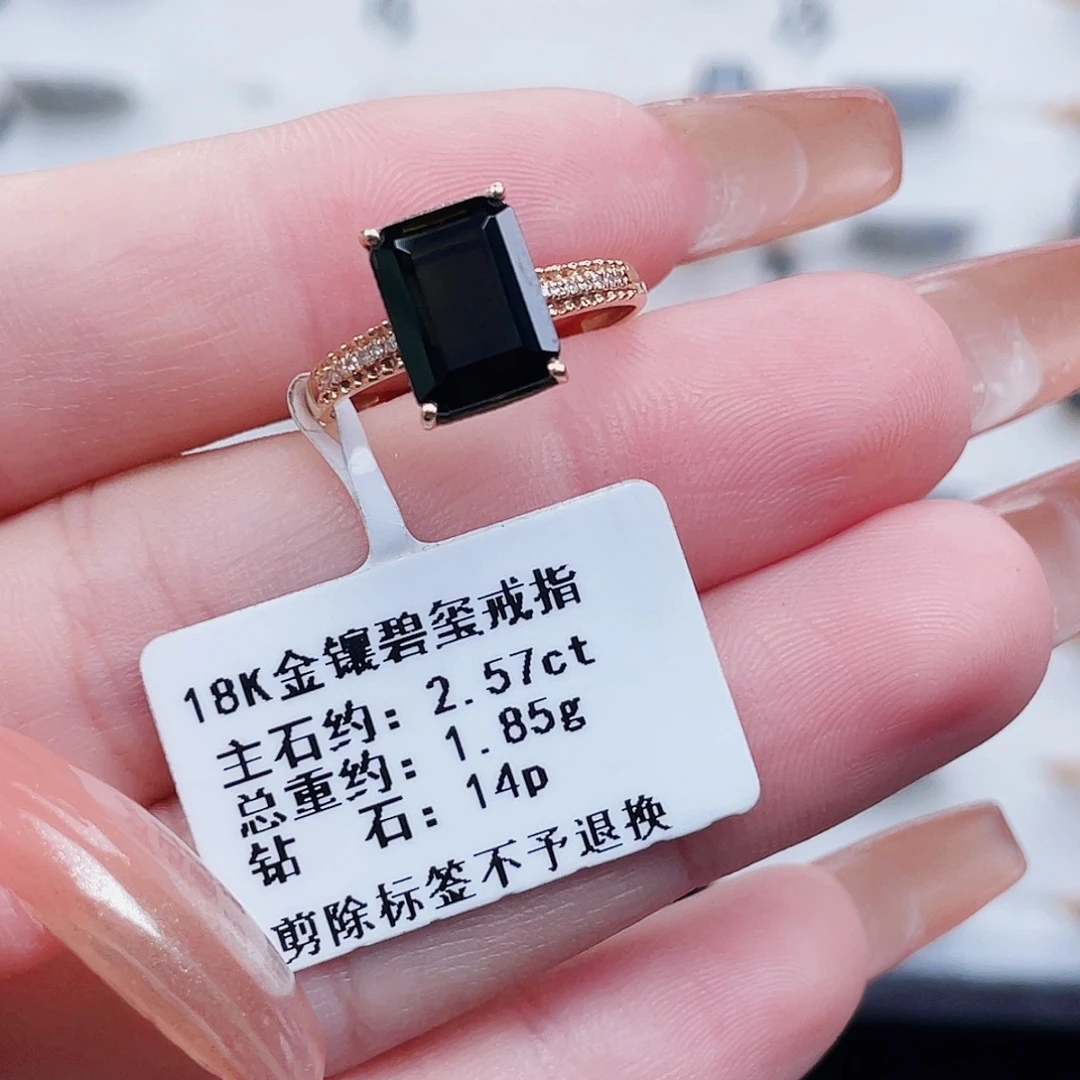 18K金镶碧玺戒指
主石约: 2.57ct
总重约: 1.85g
钻 石: 14p
剪除标签不予退换